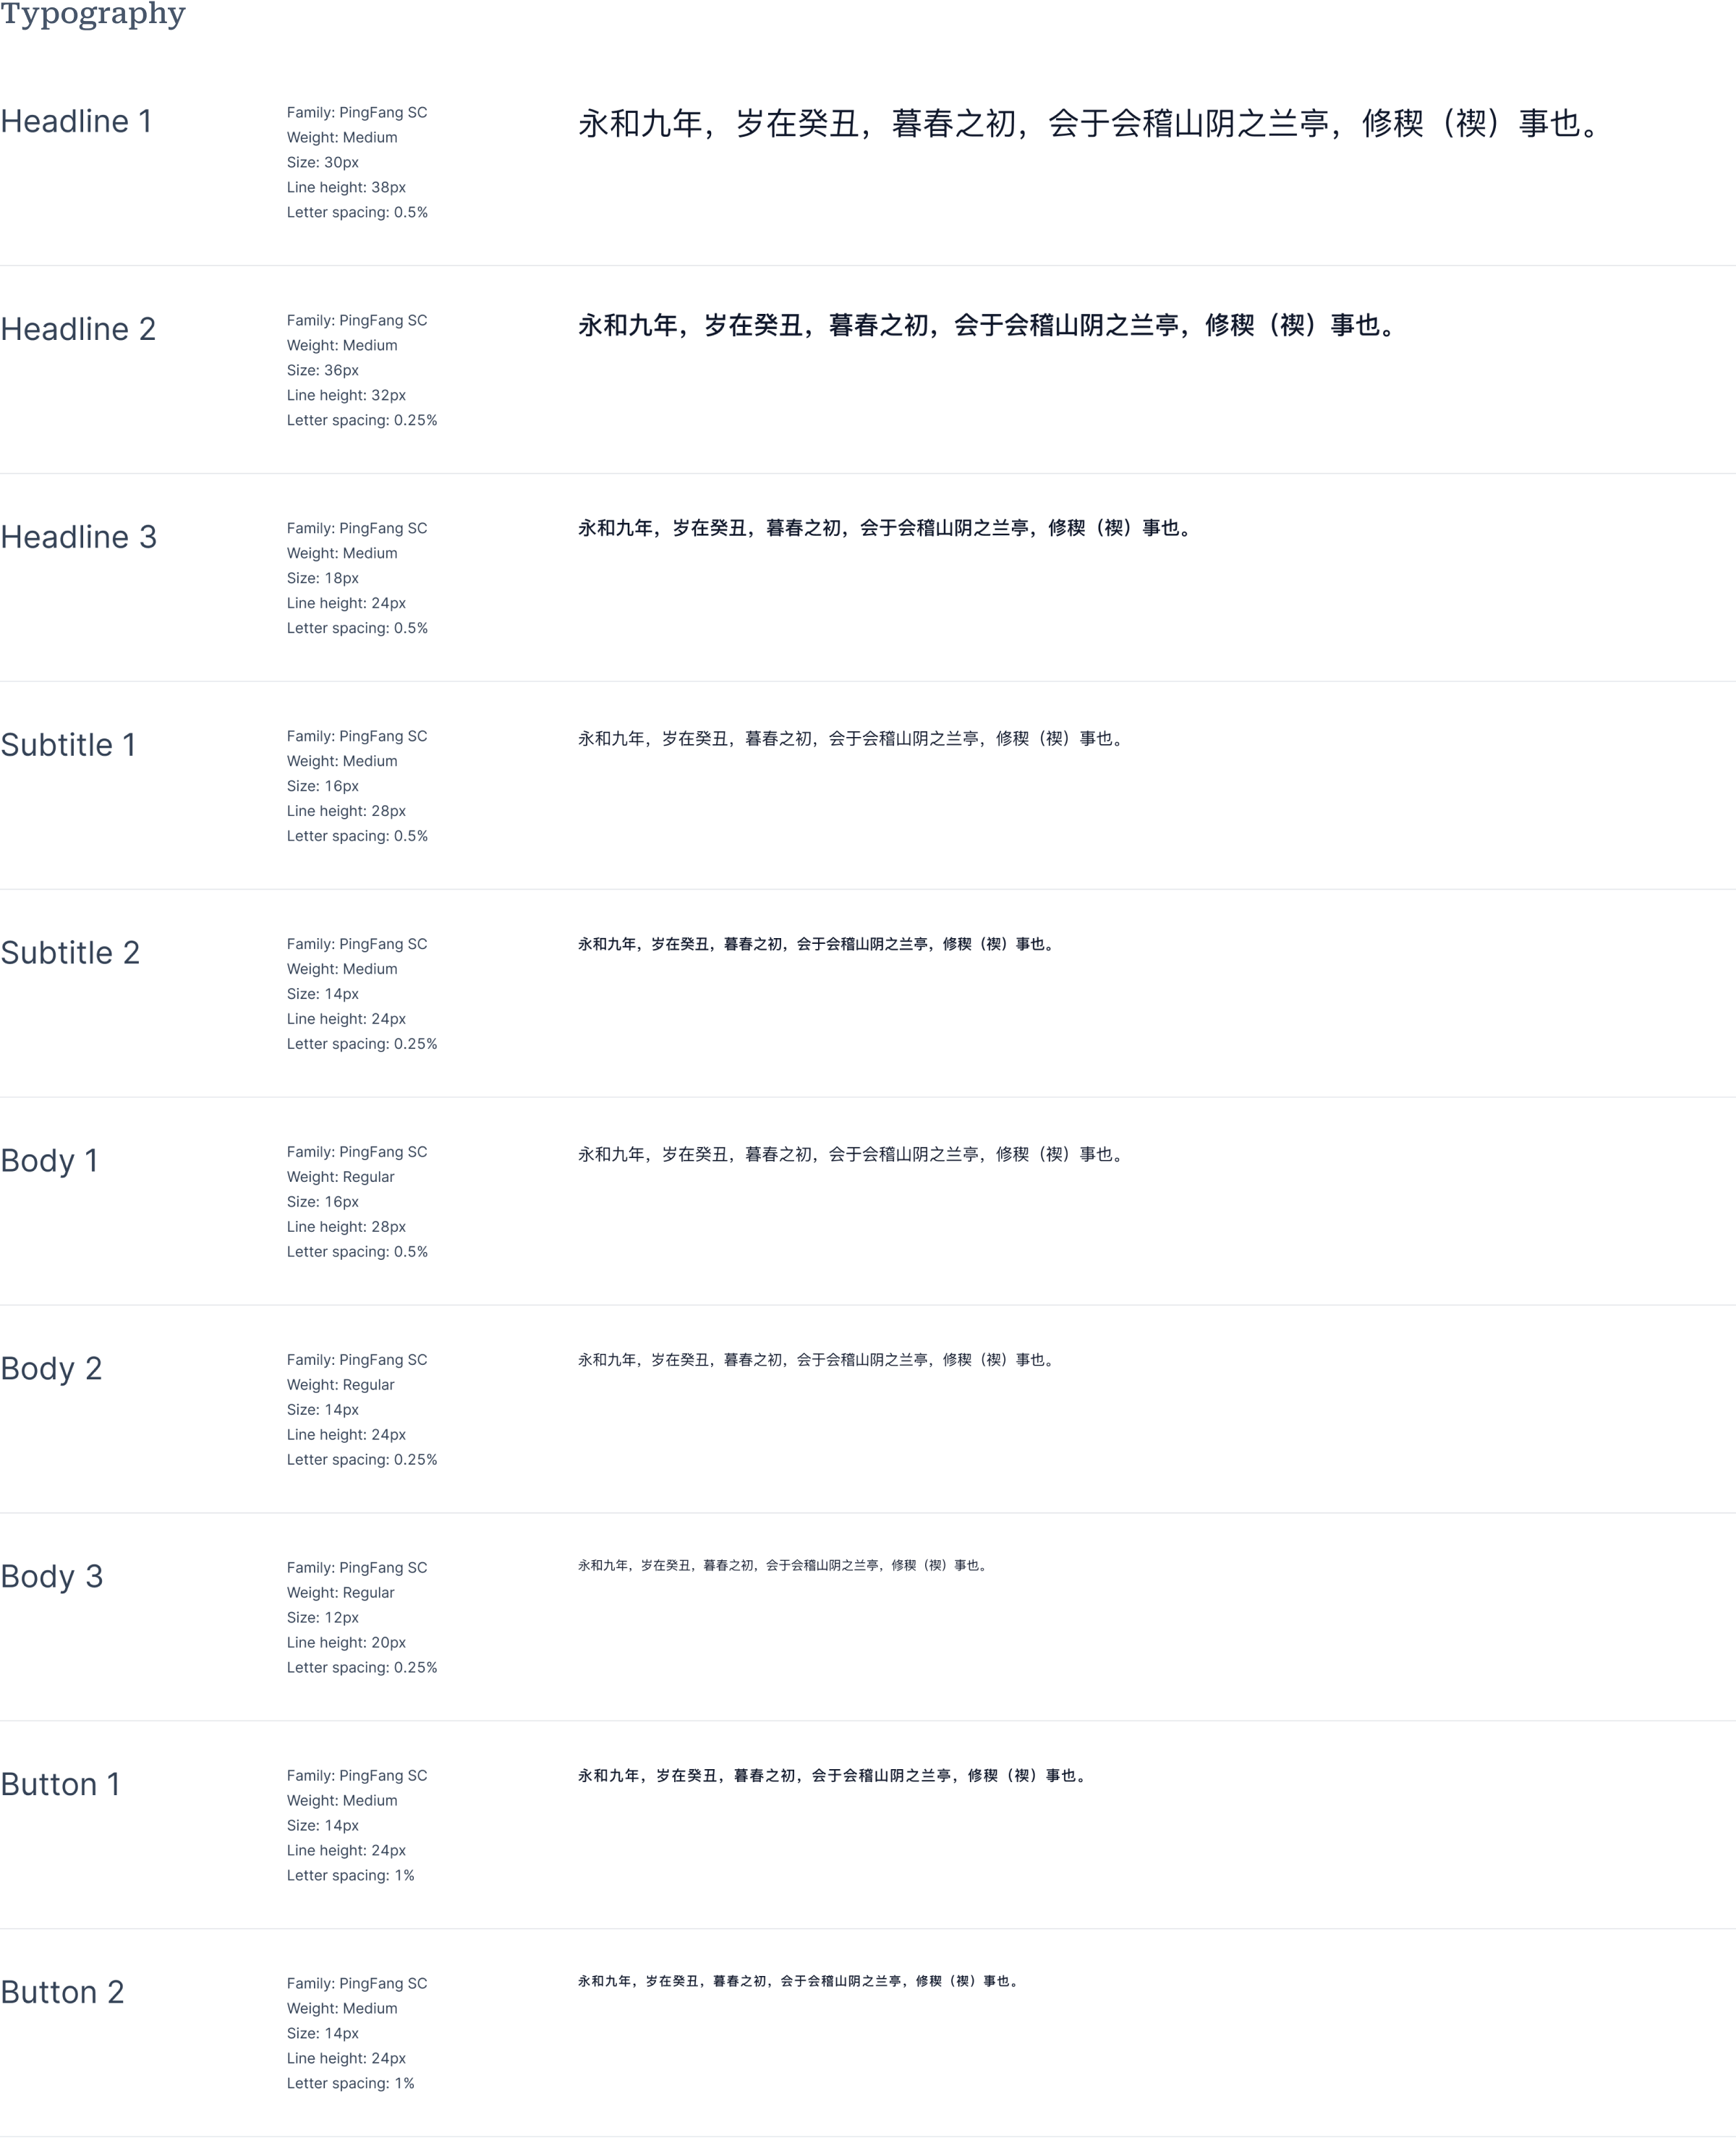 Typography
Headline 1
Family: PingFang SC
Weight: Medium
Size: 30px
Line height: 38px
Letter spacing: 0.5%
永和九年，岁在癸丑，暮春之初，会于会稽山阴之兰亭，修稧（禊）事也。
Headline 2
Family: PingFang SC
Weight: Medium
Size: 36px
Line height: 32px
Letter spacing: 0.25%
永和九年，岁在癸丑，暮春之初，会于会稽山阴之兰亭，修稧（禊）事也。
Headline 3
Family: PingFang SC
Weight: Medium
Size: 18px
Line height: 24px
Letter spacing: 0.5%
永和九年，岁在癸丑，暮春之初，会于会稽山阴之兰亭，修稧（禊）事也。
Subtitle 1
Family: PingFang SC
Weight: Medium
Size: 16px
Line height: 28px
Letter spacing: 0.5%
永和九年，岁在癸丑，暮春之初，会于会稽山阴之兰亭，修稧（禊）事也。
Subtitle 2
Family: PingFang SC
Weight: Medium
Size: 14px
Line height: 24px
Letter spacing: 0.25%
永和九年，岁在癸丑，暮春之初，会于会稽山阴之兰亭，修稧（禊）事也。
Body 1
Family: PingFang SC
Weight: Regular
Size: 16px
Line height: 28px
Letter spacing: 0.5%
永和九年，岁在癸丑，暮春之初，会于会稽山阴之兰亭，修稧（禊）事也。
Body 2
Family: PingFang SC
Weight: Regular
Size: 14px
Line height: 24px
Letter spacing: 0.25%
永和九年，岁在癸丑，暮春之初，会于会稽山阴之兰亭，修稧（禊）事也。
Body 3
Family: PingFang SC
Weight: Regular
Size: 12px
Line height: 20px
Letter spacing: 0.25%
永和九年，岁在癸丑，暮春之初，会于会稽山阴之兰亭，修稧（禊）事也。
Button 1
Family: PingFang SC
Weight: Medium
Size: 14px
Line height: 24px
Letter spacing: 1%
永和九年，岁在癸丑，暮春之初，会于会稽山阴之兰亭，修稧（禊）事也。
Button 2
Family: PingFang SC
Weight: Medium
Size: 14px
Line height: 24px
Letter spacing: 1%
永和九年，岁在癸丑，暮春之初，会于会稽山阴之兰亭，修稧（禊）事也。